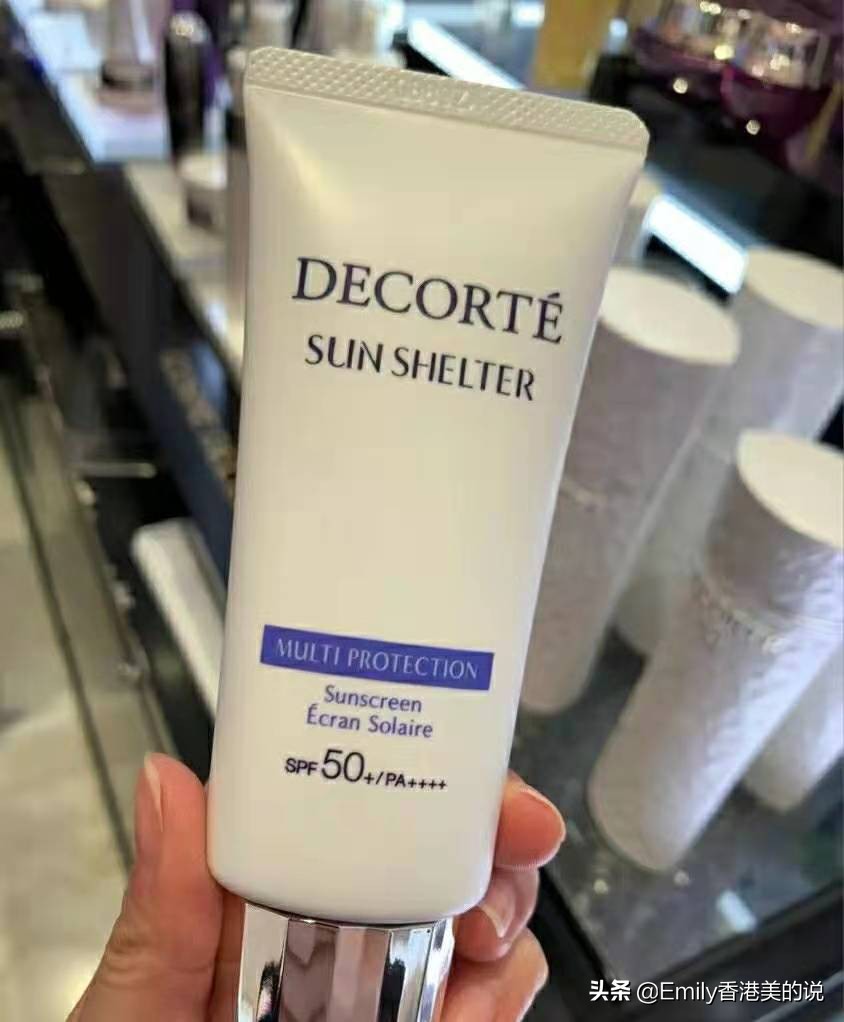 DECORTÉ
SUN SHELTER
MULTI PROTECTION
Sunscreen
Écran Solaire
SPF50+/PA++++
头条 @Emily香港美的说